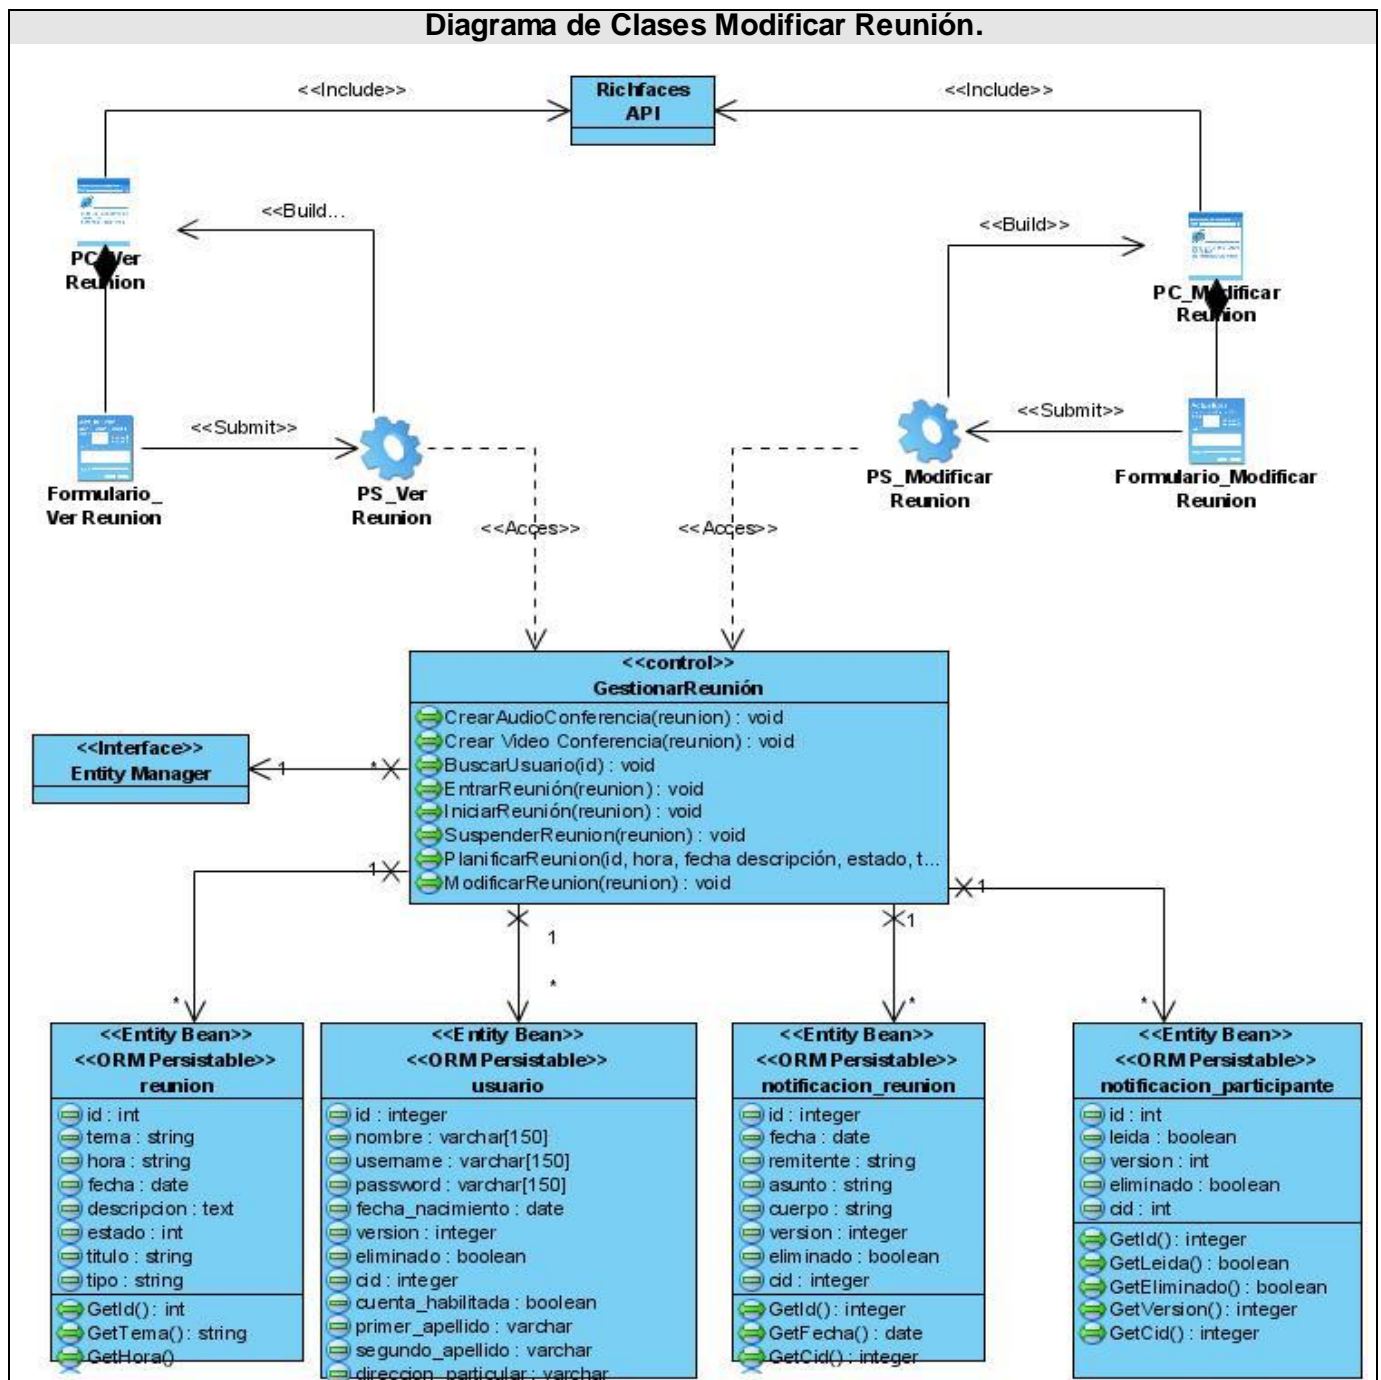 Diagrama de Clases Modificar Reunión.
<<Include>>
Richfaces
API
<<Include>>
<<Build...
<<Build>>
PC_Ver
Reunion
PC_Modificar
Reunion
<<Submit>>
<<Submit>>
Formulario_
Ver Reunion
PS_Ver
Reunion
PS_Modificar
Reunion
Formulario_Modificar
Reunion
<<Acces>>
<<Acces>>
<<control>>
GestionarReunión
CrearAudioConferencia(reunion) : void
Crear Video Conferencia(reunion) : void
BuscarUsuario(id) : void
EntrarReunión(reunion) : void
IniciarReunión(reunion) : void
SuspenderReunion(reunion) : void
PlanificarReunion(id, hora, fecha descripción, estado, t...
ModificarReunion(reunion) : void
<<Interface>>
Entity Manager
1
*
1
1
1
1
*
*
*
*
<<Entity Bean>>
<<ORM Persistable>>
reunion
id : int
tema : string
hora : string
fecha : date
descripcion : text
estado : int
titulo : string
tipo : string
GetId() : int
GetTema() : string
GetHora()
<<Entity Bean>>
<<ORM Persistable>>
usuario
id : integer
nombre : varchar[150]
username : varchar[150]
password : varchar[150]
fecha_nacimiento : date
version : integer
eliminado : boolean
cid : integer
cuenta_habilitada : boolean
primer_apellido : varchar
segundo_apellido : varchar
direccion_particular : varchar
<<Entity Bean>>
<<ORM Persistable>>
notificacion_reunion
id : integer
fecha : date
remitente : string
asunto : string
cuerpo : string
version : integer
eliminado : boolean
cid : integer
GetId() : integer
GetFecha() : date
GetCid() : integer
<<Entity Bean>>
<<ORM Persistable>>
notificacion_participante
id : int
leida : boolean
version : int
eliminado : boolean
cid : int
GetId() : integer
GetLeida() : boolean
GetEliminado() : boolean
GetVersion() : integer
GetCid() : integer